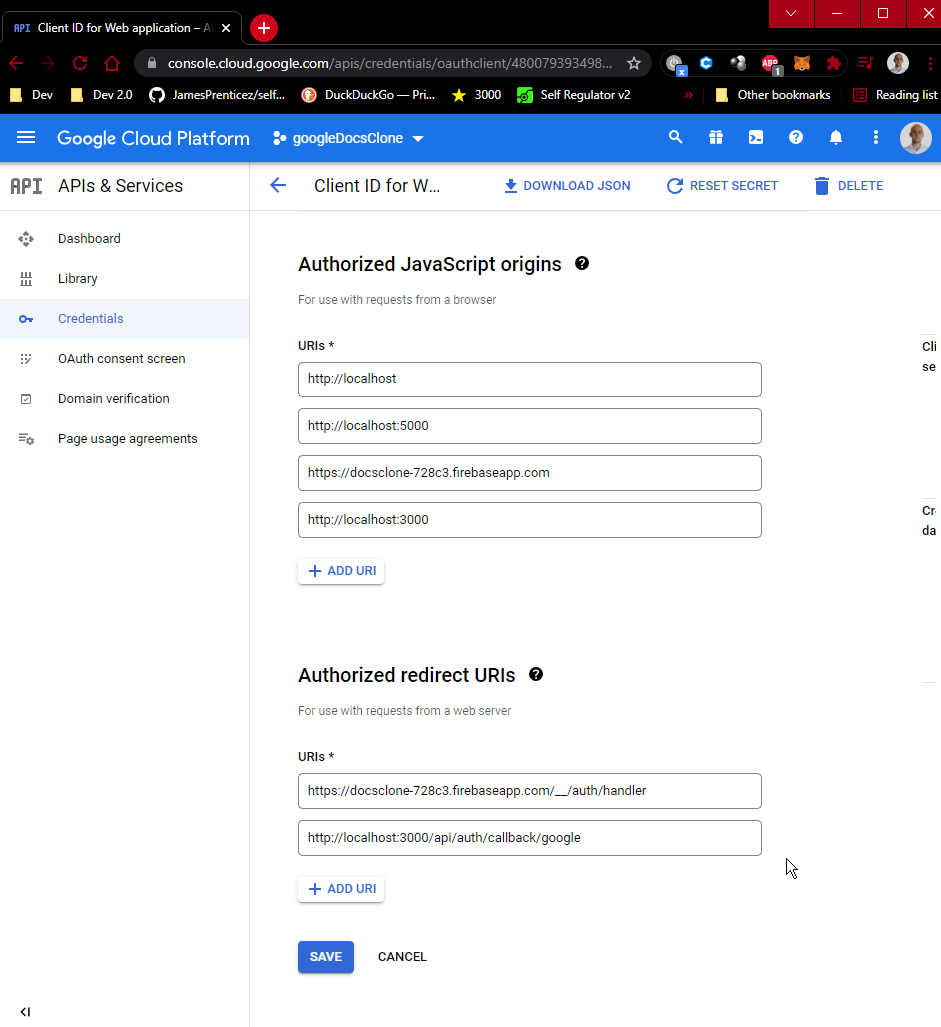 API Client ID for Web application – A
console.cloud.google.com/apis/credentials/oauthclient/480079393498...
x
ABP
1
Dev
Dev 2.0
JamesPrenticez/self...
DuckDuckGo — Pri...
3000
Self Regulator v2
»
Other bookmarks
Reading list
Google Cloud Platform
googleDocsClone
API APIs & Services
Client ID for W...
DOWNLOAD JSON
RESET SECRET
DELETE
Dashboard
Library
Credentials
OAuth consent screen
Domain verification
Page usage agreements
Authorized JavaScript origins
For use with requests from a browser
URIs *
http://localhost
http://localhost:5000
https://docsclone-728c3.firebaseapp.com
http://localhost:3000
+ ADD URI
Cli
se
Cr
da
Authorized redirect URIs
For use with requests from a web server
URIs *
https://docsclone-728c3.firebaseapp.com/__/auth/handler
http://localhost:3000/api/auth/callback/google
+ ADD URI
SAVE
CANCEL